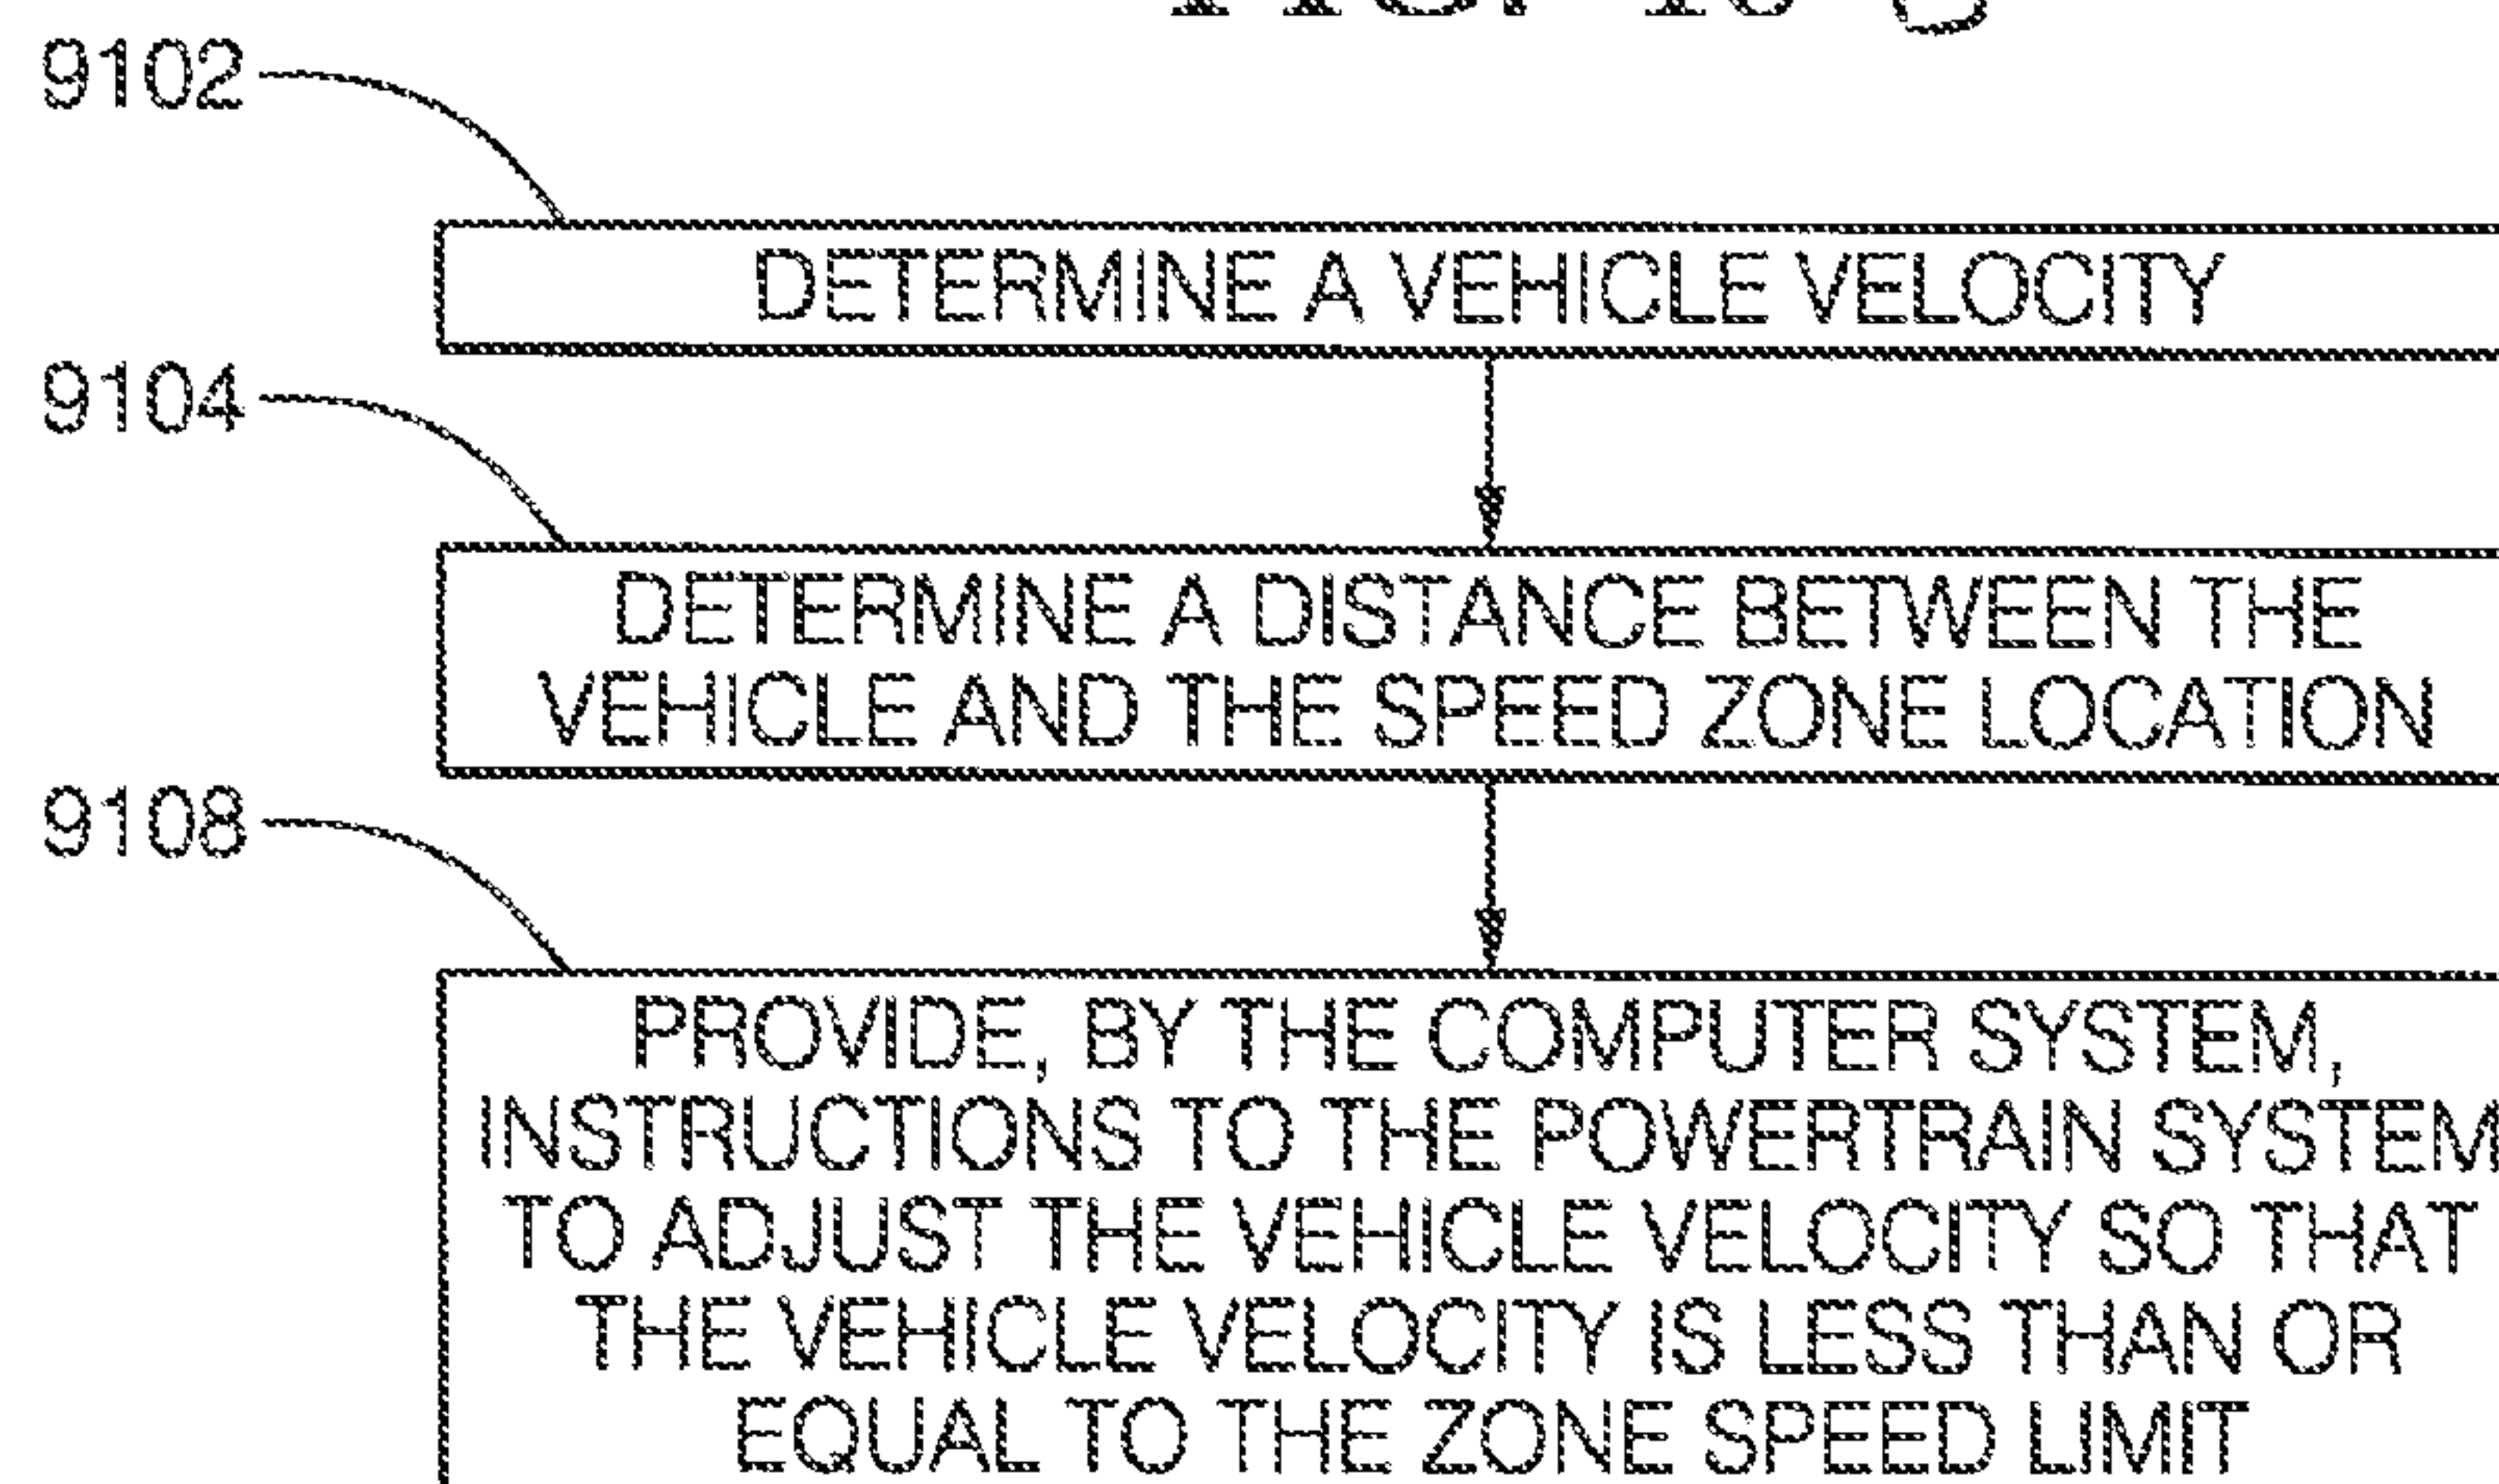 9102
DETERMINE A VEHICLE VELOCITY
9104
DETERMINE A DISTANCE BETWEEN THE
VEHICLE AND THE SPEED ZONE LOCATION
9108
PROVIDE, BY THE COMPUTER SYSTEM,
INSTRUCTIONS TO THE POWERTRAIN SYSTEM
TO ADJUST THE VEHICLE VELOCITY SO THAT
THE VEHICLE VELOCITY IS LESS THAN OR
EQUAL TO THE ZONE SPEED LIMIT